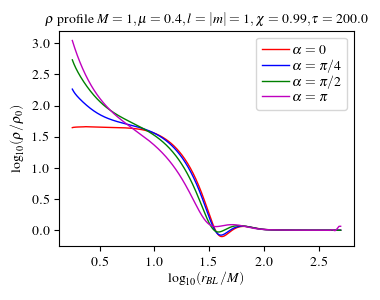 ρ profile M = 1, μ = 0.4, l = |m| = 1, χ = 0.99, τ = 200.0
α = 0
α = π/4
α = π/2
α = π
log₁₀(ρ/ρ₀)
3.0
2.5
2.0
1.5
1.0
0.5
0.0
0.5 1.0 1.5 2.0 2.5
log₁₀(r_BL/M)